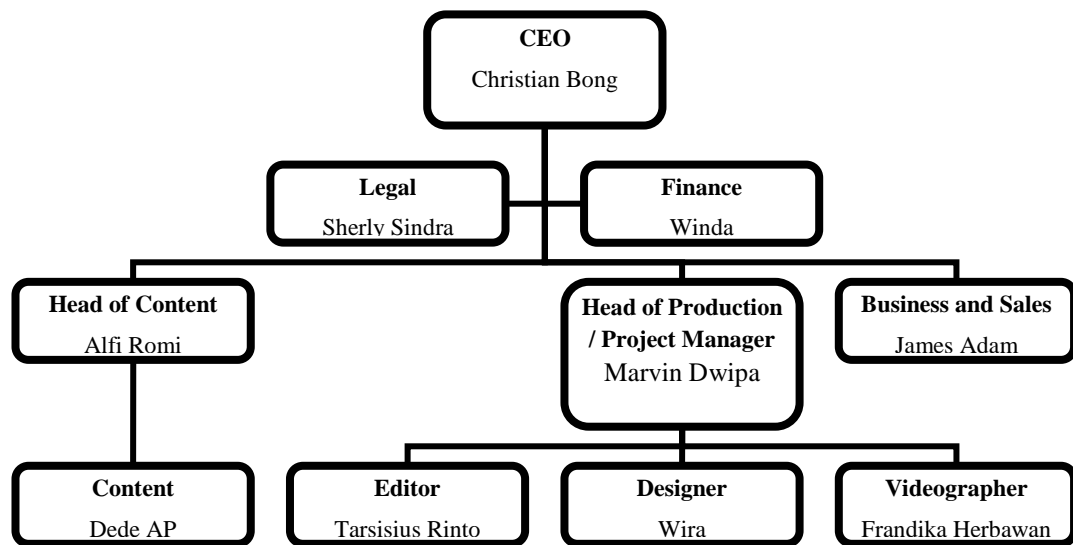 CEO
Christian Bong
Legal
Sherly Sindra
Finance
Winda
Head of Content
Alfi Romi
Head of Production
/ Project Manager
Marvin Dwipa
Business and Sales
James Adam
Content
Dede AP
Editor
Tarsisius Rinto
Designer
Wira
Videographer
Frandika Herbawan